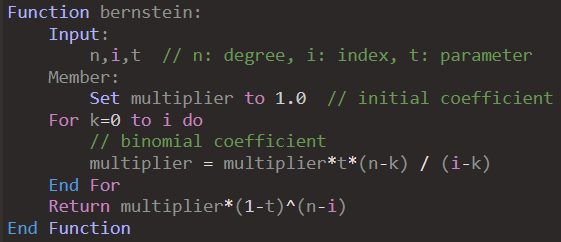 Function bernstein:
    Input:
        n,i,t  // n: degree, i: index, t: parameter
    Member:
        Set multiplier to 1.0  // initial coefficient
    For k=0 to i do
        // binomial coefficient
        multiplier = multiplier*t*(n-k) / (i-k)
    End For
    Return multiplier*(1-t)^(n-i)
End Function